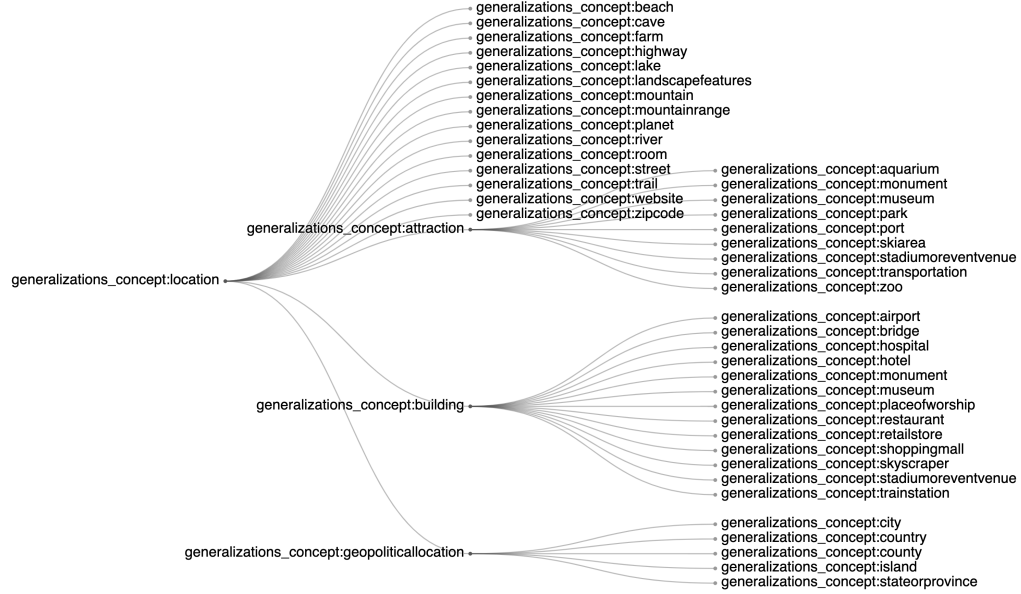 generalizations_concept:beach
generalizations_concept:cave
generalizations_concept:farm
generalizations_concept:highway
generalizations_concept:lake
generalizations_concept:landscapefeatures
generalizations_concept:mountain
generalizations_concept:mountainrange
generalizations_concept:planet
generalizations_concept:river
generalizations_concept:room
generalizations_concept:street
generalizations_concept:trail
generalizations_concept:website
generalizations_concept:zipcode
generalizations_concept:attraction
generalizations_concept:aquarium
generalizations_concept:monument
generalizations_concept:museum
generalizations_concept:park
generalizations_concept:port
generalizations_concept:skiarea
generalizations_concept:stadiumoreventvenue
generalizations_concept:transportation
generalizations_concept:zoo
generalizations_concept:location
generalizations_concept:building
generalizations_concept:airport
generalizations_concept:bridge
generalizations_concept:hospital
generalizations_concept:hotel
generalizations_concept:monument
generalizations_concept:museum
generalizations_concept:placeofworship
generalizations_concept:restaurant
generalizations_concept:retailstore
generalizations_concept:shoppingmall
generalizations_concept:skyscraper
generalizations_concept:stadiumoreventvenue
generalizations_concept:trainstation
generalizations_concept:geopoliticallocation
generalizations_concept:city
generalizations_concept:country
generalizations_concept:county
generalizations_concept:island
generalizations_concept:stateorprovince